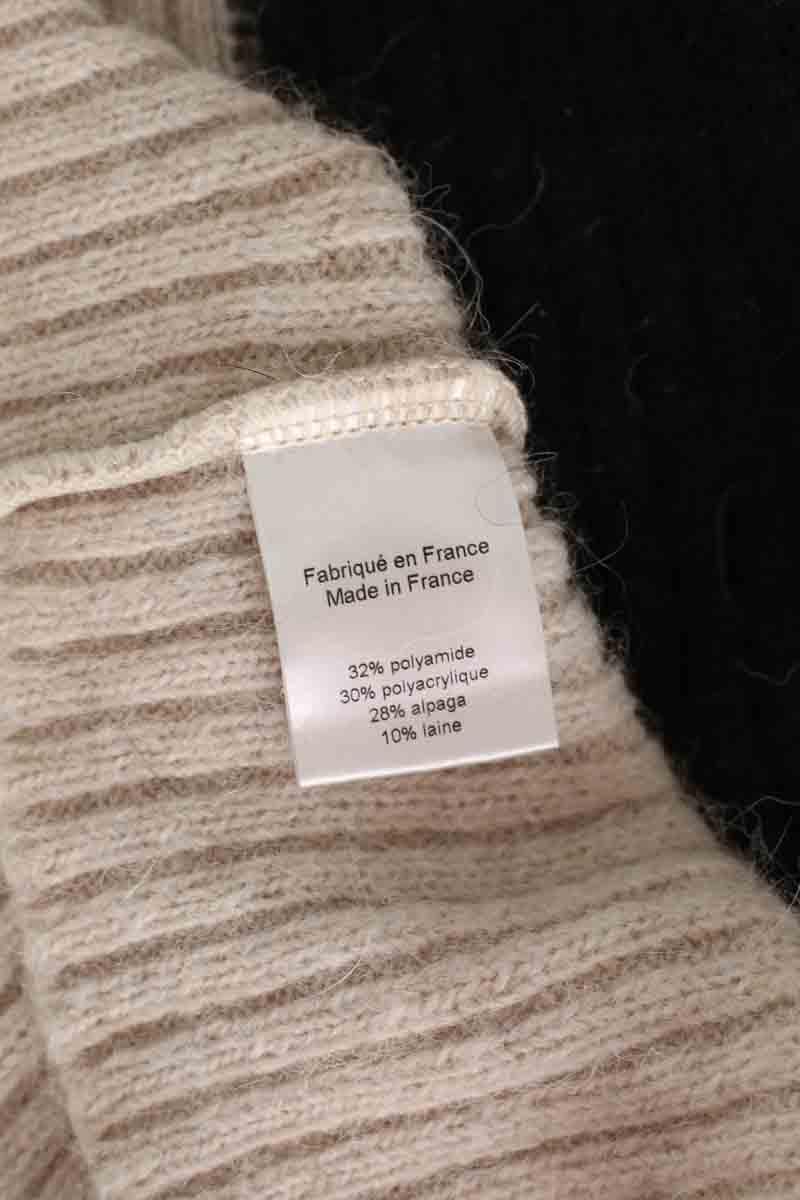 Fabriqué en France
Made in France
32% polyamide
30% polyacrylique
28% alpaga
10% laine